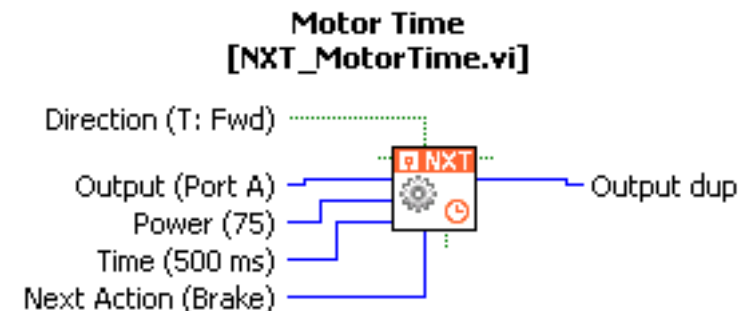 Motor Time
[NXT_MotorTime.vi]
Direction (T: Fwd)
NXT
Output (Port A)
Output dup
Power (75)
Time (500 ms)
Next Action (Brake)